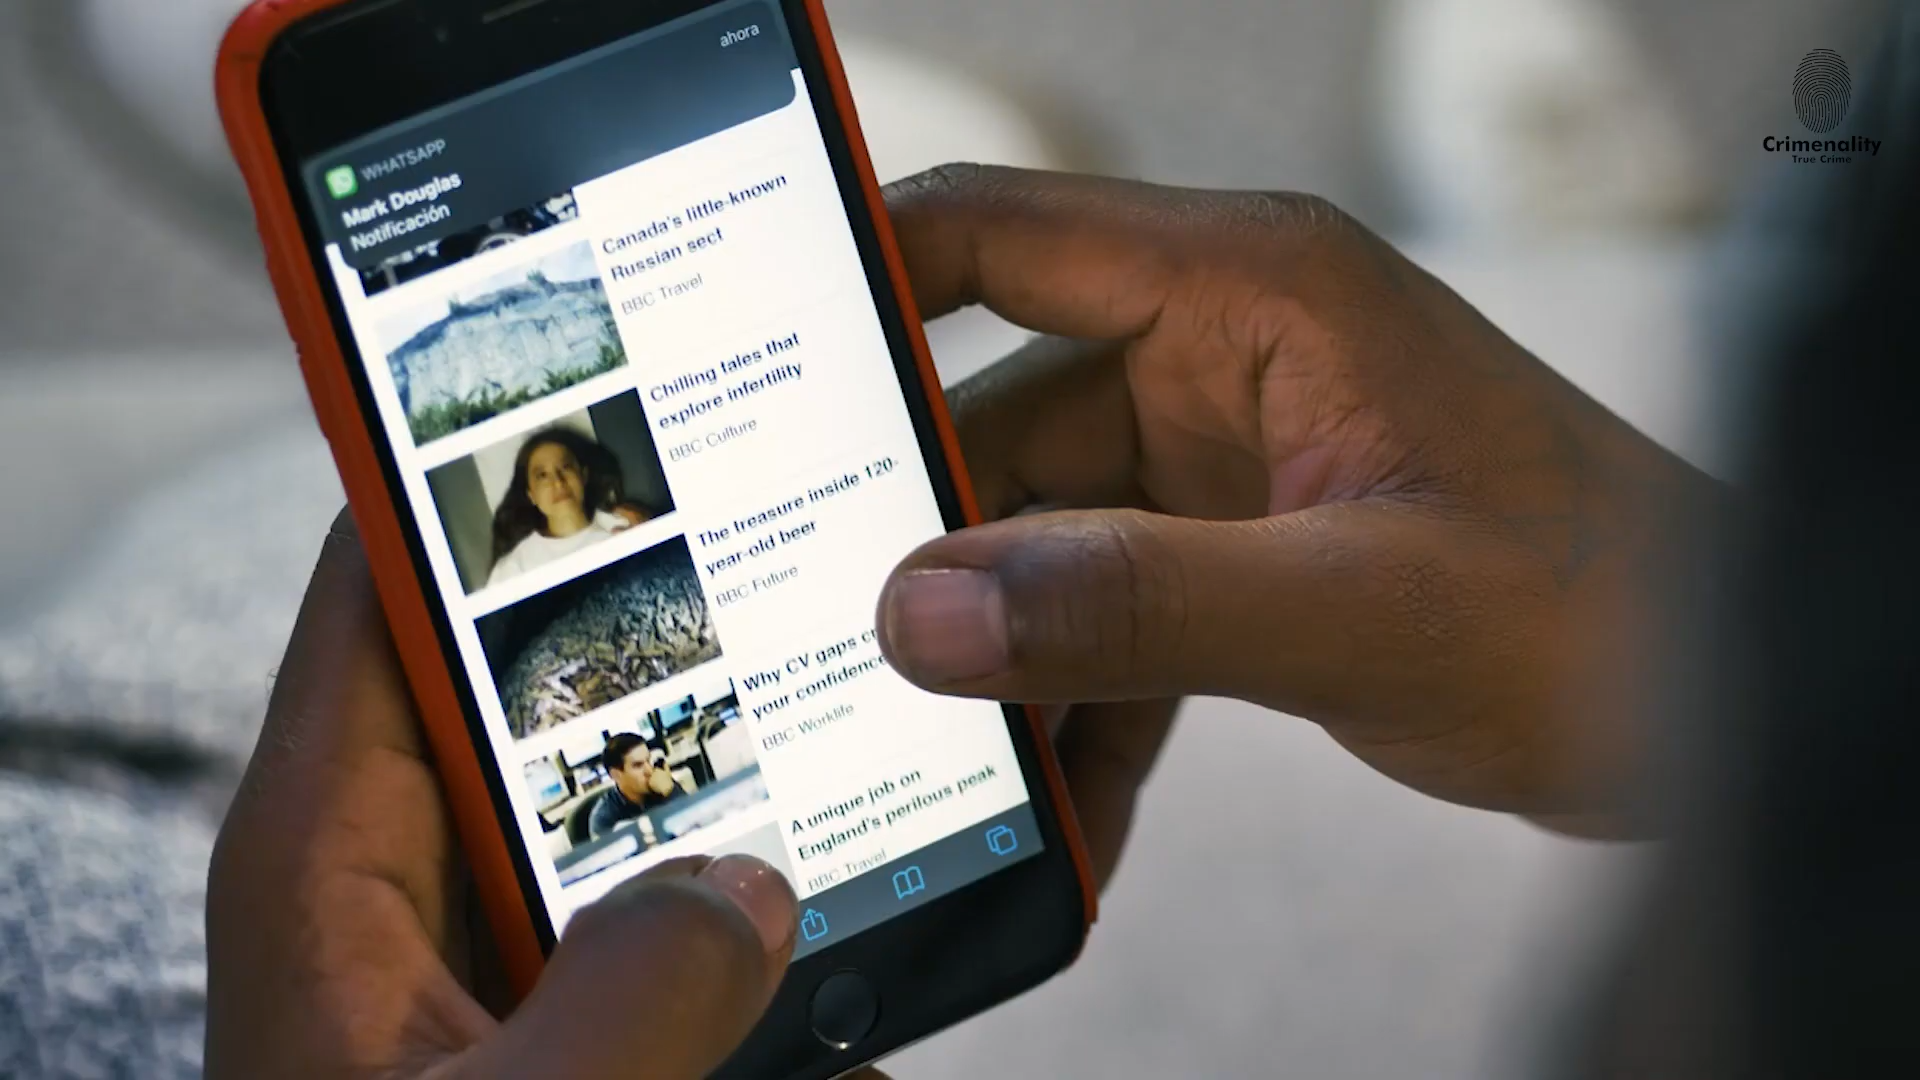 ahora
WHATSAPP
Mark Douglas
Notificación
Canada's little-known
Russian sect
BBC Travel
Chilling tales that
explore infertility
BBC Culture
The treasure inside 120-
year-old beer
BBC Future
Why CV gaps
your confidence
BBC Worklife
A unique job on
England's perilous peak
BBC Travel
Crimenality
True Crime